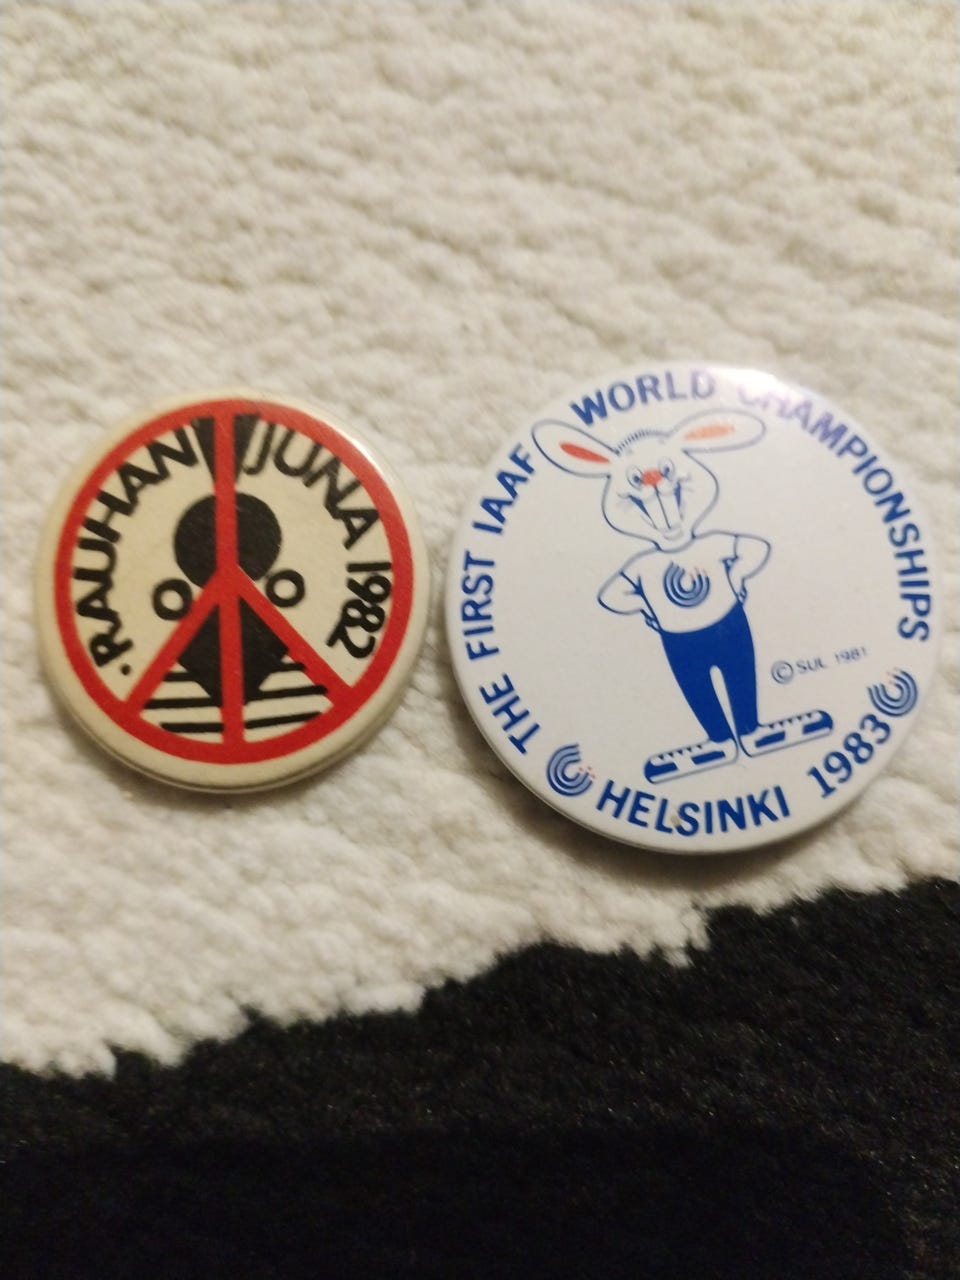 ·RAUHAN JUNA 1982
THE FIRST IAAF WORLD CHAMPIONSHIPS
©SUL 1981
HELSINKI 1983